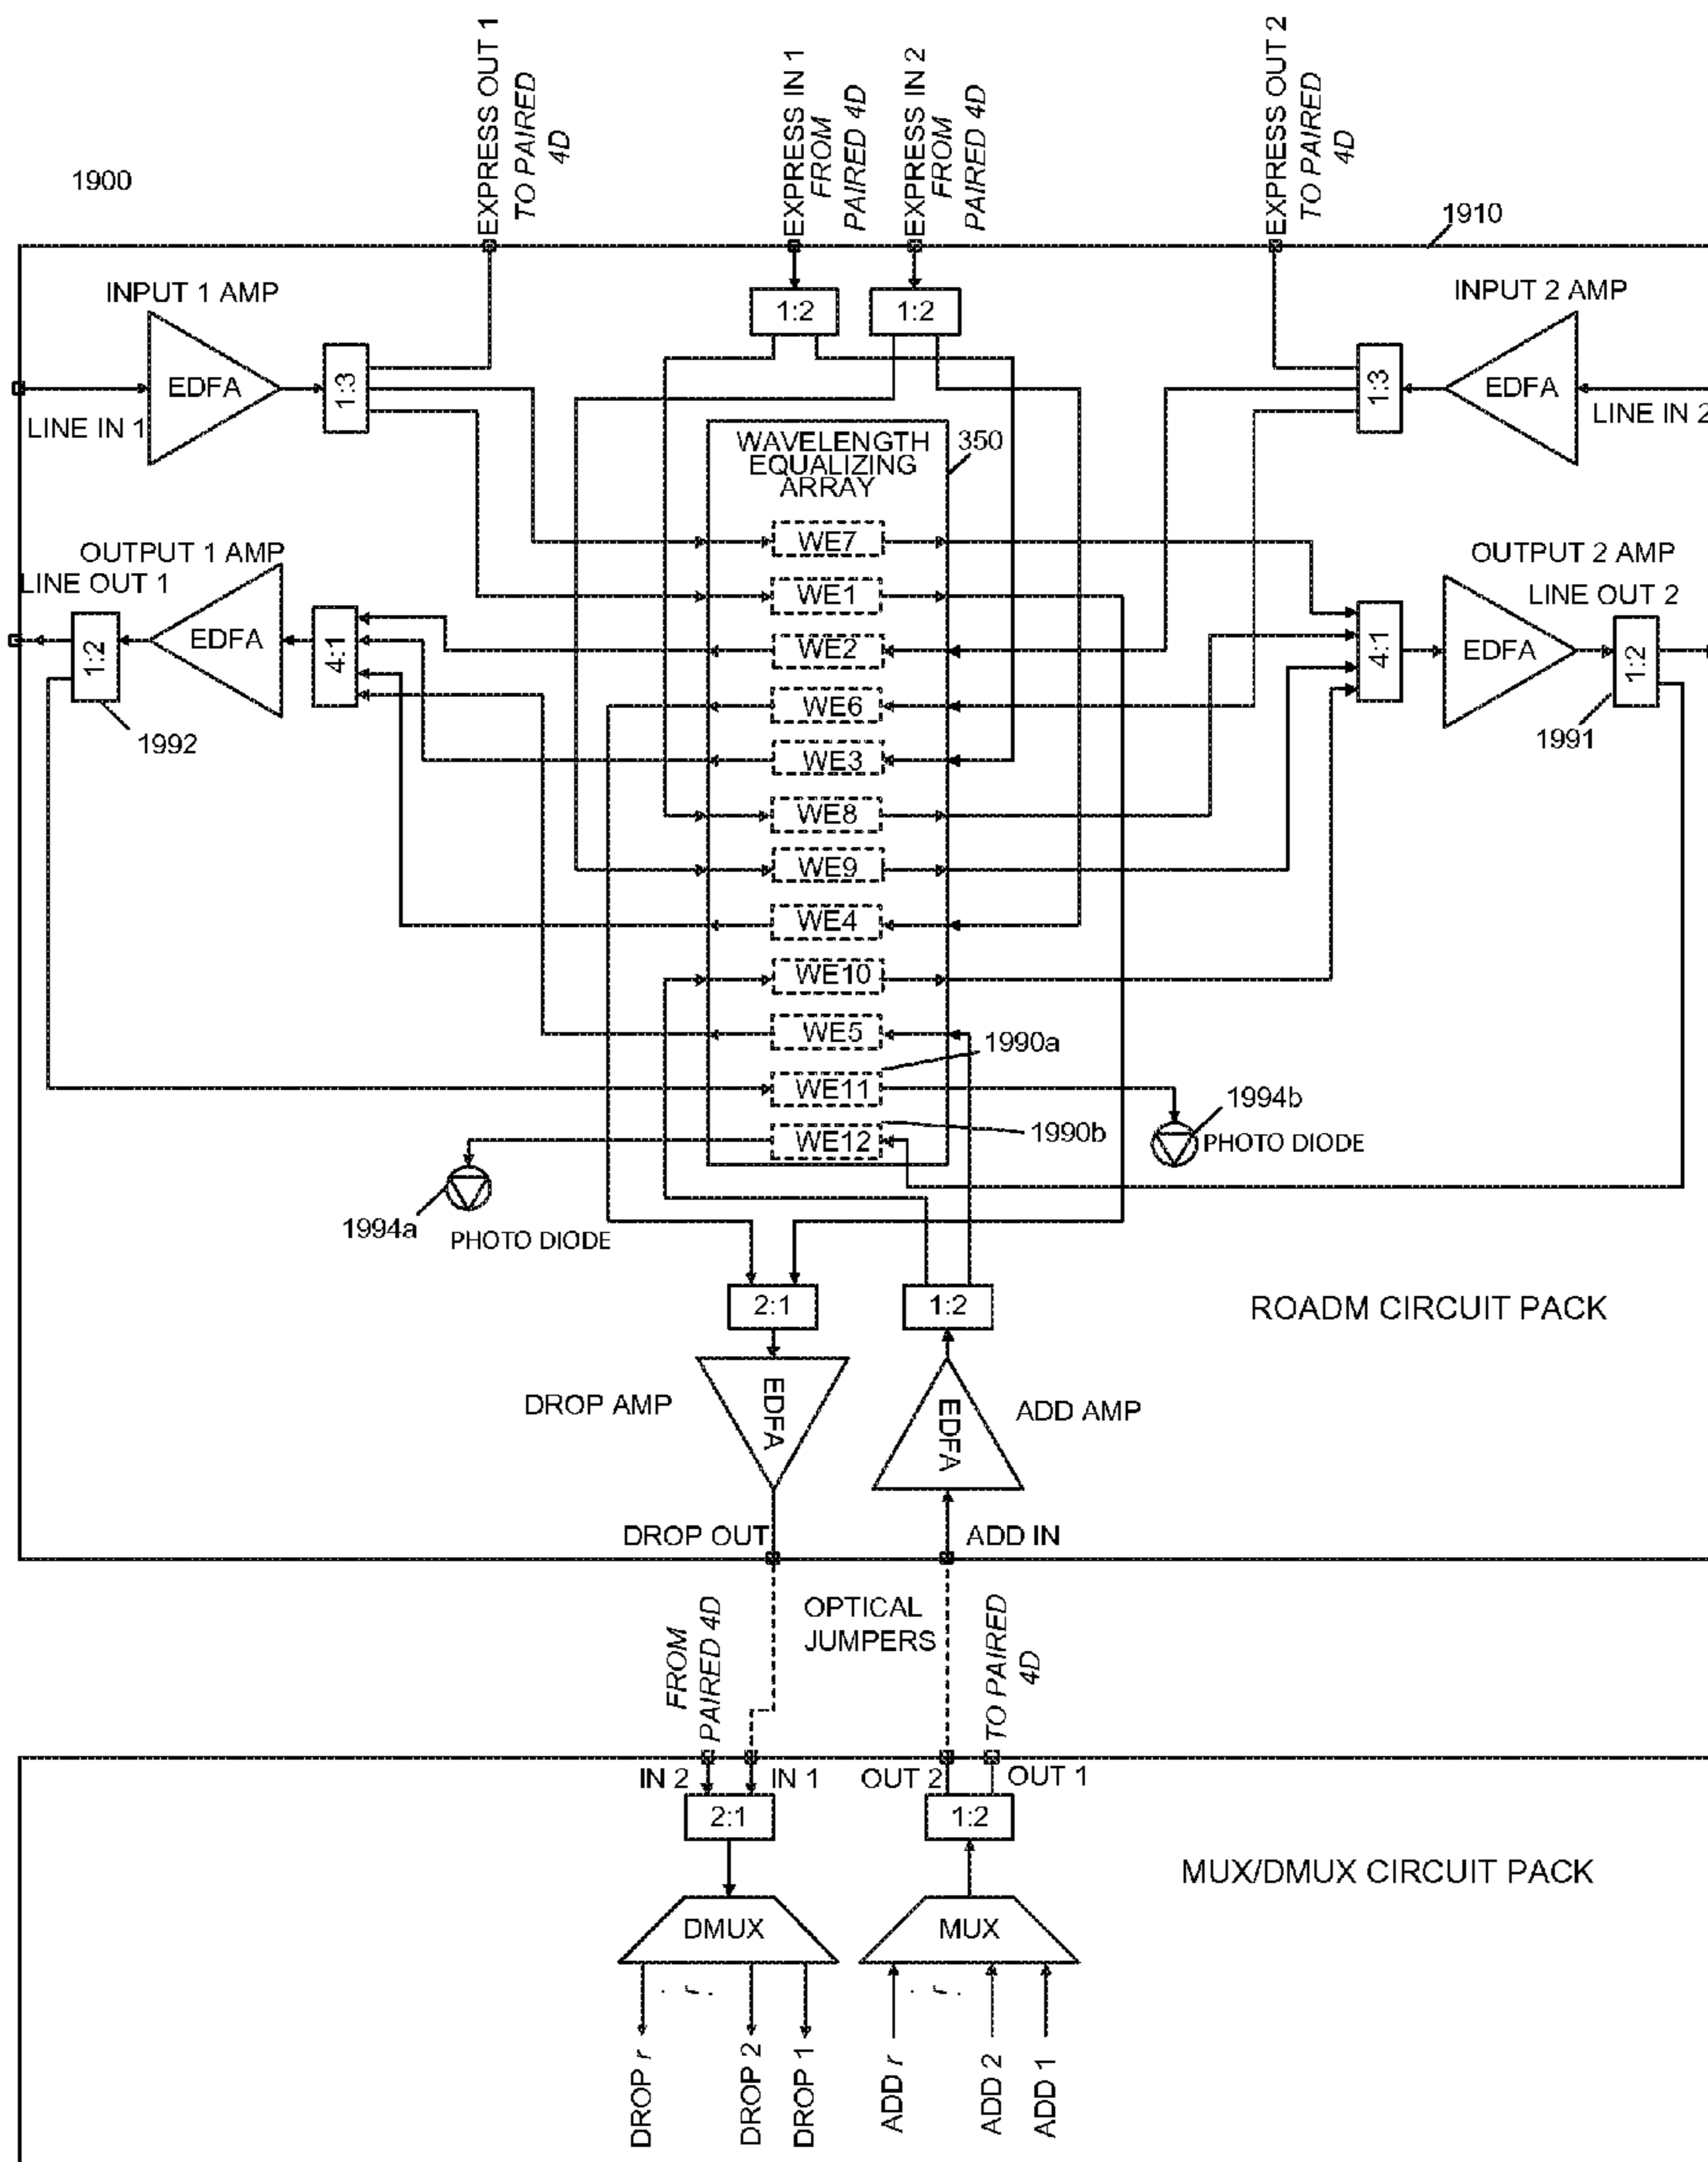 EXPRESS OUT 1
TO PAIRED
4D
EXPRESS IN 1
FROM
PAIRED 4D
EXPRESS IN 2
FROM
PAIRED 4D
EXPRESS OUT 2
TO PAIRED
4D
1900
1910
INPUT 1 AMP
1:2
1:2
INPUT 2 AMP
EDFA
1:3
1:3
EDFA
LINE IN 1
LINE IN 2
WAVELENGTH
EQUALIZING
ARRAY
350
WE7
OUTPUT 1 AMP
LINE OUT 1
OUTPUT 2 AMP
LINE OUT 2
WE1
1:2
EDFA
4:1
WE2
4:1
EDFA
1:2
WE6
1992
1991
WE3
WE8
WE9
WE4
WE10
WE5
1990a
WE11
1994b
1990b
WE12
PHOTO DIODE
1994a
PHOTO DIODE
2:1
1:2
ROADM CIRCUIT PACK
DROP AMP
EDFA
EDFA
ADD AMP
DROP OUT
ADD IN
FROM
PAIRED 4D
OPTICAL
JUMPERS
TO PAIRED
4D
IN 2
IN 1
OUT 2
OUT 1
2:1
1:2
MUX/DMUX CIRCUIT PACK
DMUX
MUX
. r .
. r .
DROP r
DROP 2
DROP 1
ADD r
ADD 2
ADD 1